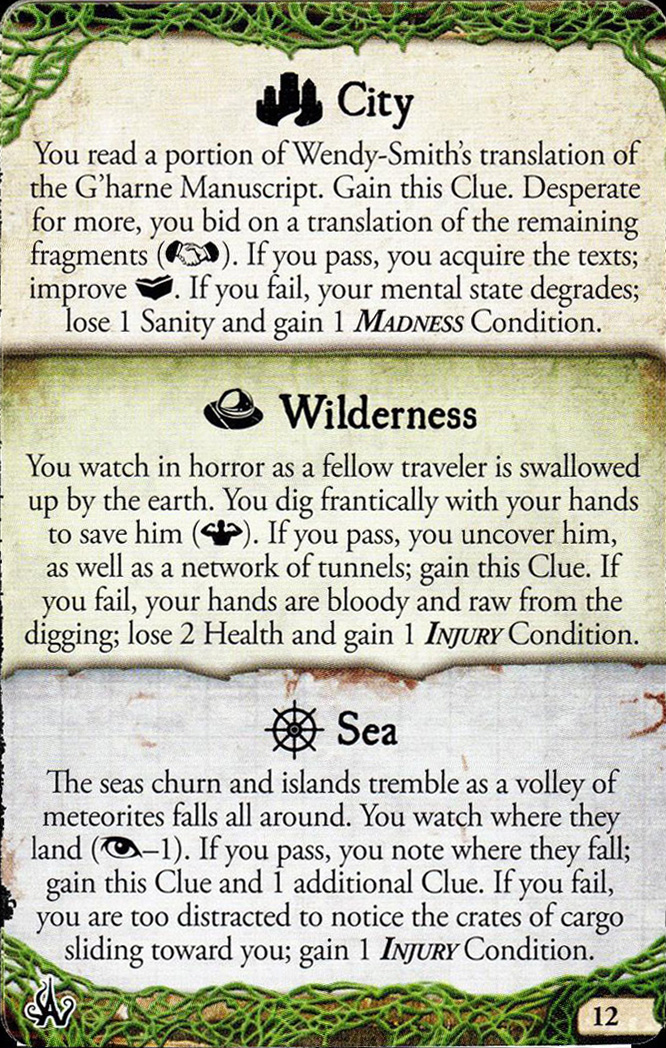 City
You read a portion of Wendy-Smith's translation of
the G'harne Manuscript. Gain this Clue. Desperate
for more, you bid on a translation of the remaining
fragments ( ). If you pass, you acquire the texts;
improve . If you fail, your mental state degrades;
lose 1 Sanity and gain 1 MADNESS Condition.
Wilderness
You watch in horror as a fellow traveler is swallowed
up by the earth. You dig frantically with your hands
to save him ( ). If you pass, you uncover him,
as well as a network of tunnels; gain this Clue. If
you fail, your hands are bloody and raw from the
digging; lose 2 Health and gain 1 INJURY Condition.
Sea
The seas churn and islands tremble as a volley of
meteorites falls all around. You watch where they
land ( –1). If you pass, you note where they fall;
gain this Clue and 1 additional Clue. If you fail,
you are too distracted to notice the crates of cargo
sliding toward you; gain 1 INJURY Condition.
12